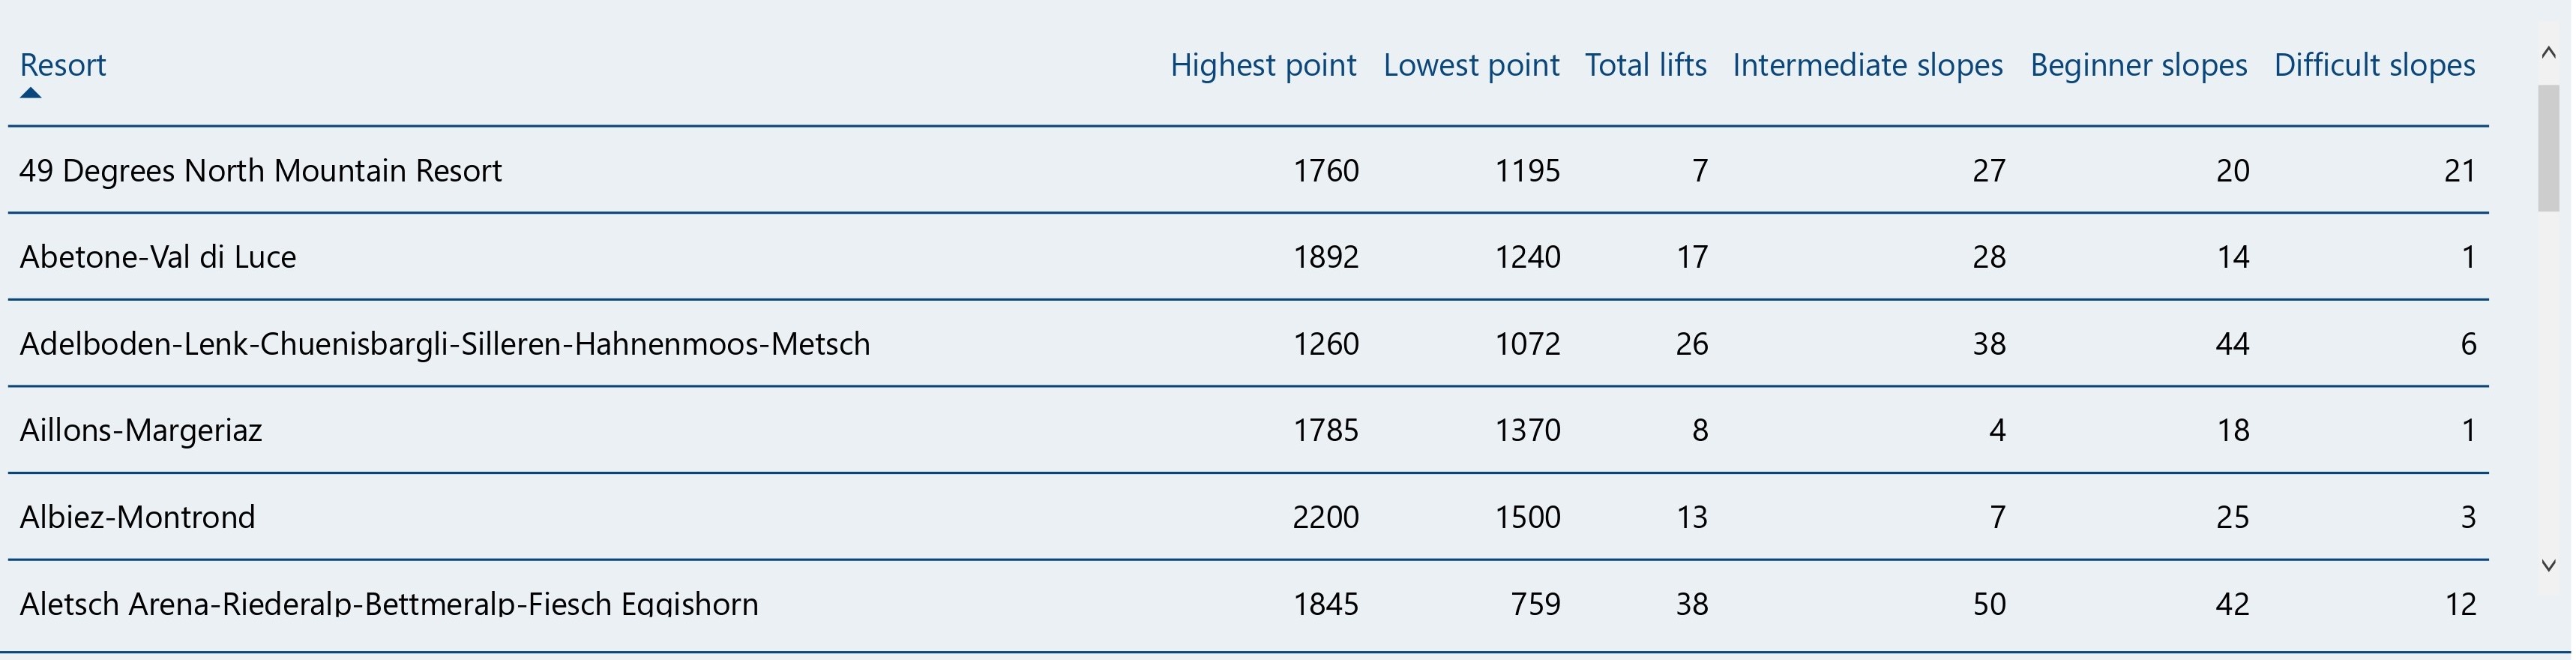 Resort Highest point Lowest point Total lifts Intermediate slopes Beginner slopes Difficult slopes
49 Degrees North Mountain Resort 1760 1195 7 27 20 21
Abetone-Val di Luce 1892 1240 17 28 14 1
Adelboden-Lenk-Chuenisbargli-Silleren-Hahnenmoos-Metsch 1260 1072 26 38 44 6
Aillons-Margeriaz 1785 1370 8 4 18 1
Albiez-Montrond 2200 1500 13 7 25 3
Aletsch Arena-Riederalp-Bettmeralp-Fiesch Eggishorn 1845 759 38 50 42 12